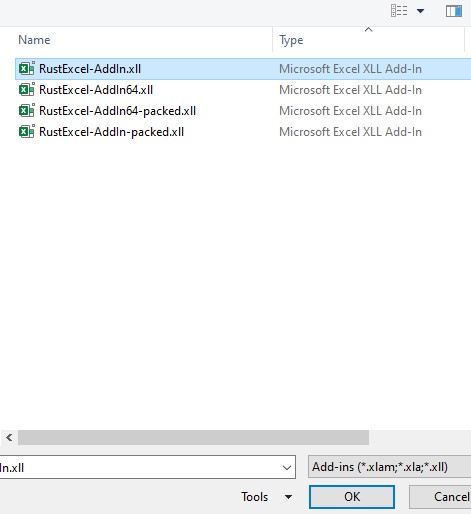 Name Type
RustExcel-AddIn.xll Microsoft Excel XLL Add-In
RustExcel-AddIn64.xll Microsoft Excel XLL Add-In
RustExcel-AddIn64-packed.xll Microsoft Excel XLL Add-In
RustExcel-AddIn-packed.xll Microsoft Excel XLL Add-In
In.xll Add-ins (*.xlam;*.xla;*.xll)
Tools OK Cancel